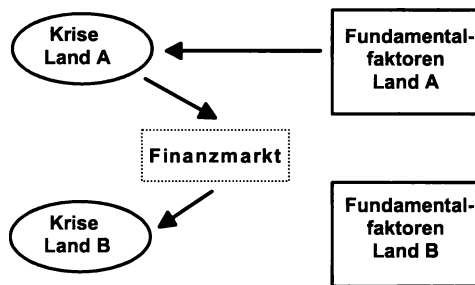 Krise
Land A
Fundamental-
faktoren
Land A
Finanzmarkt
Krise
Land B
Fundamental-
faktoren
Land B